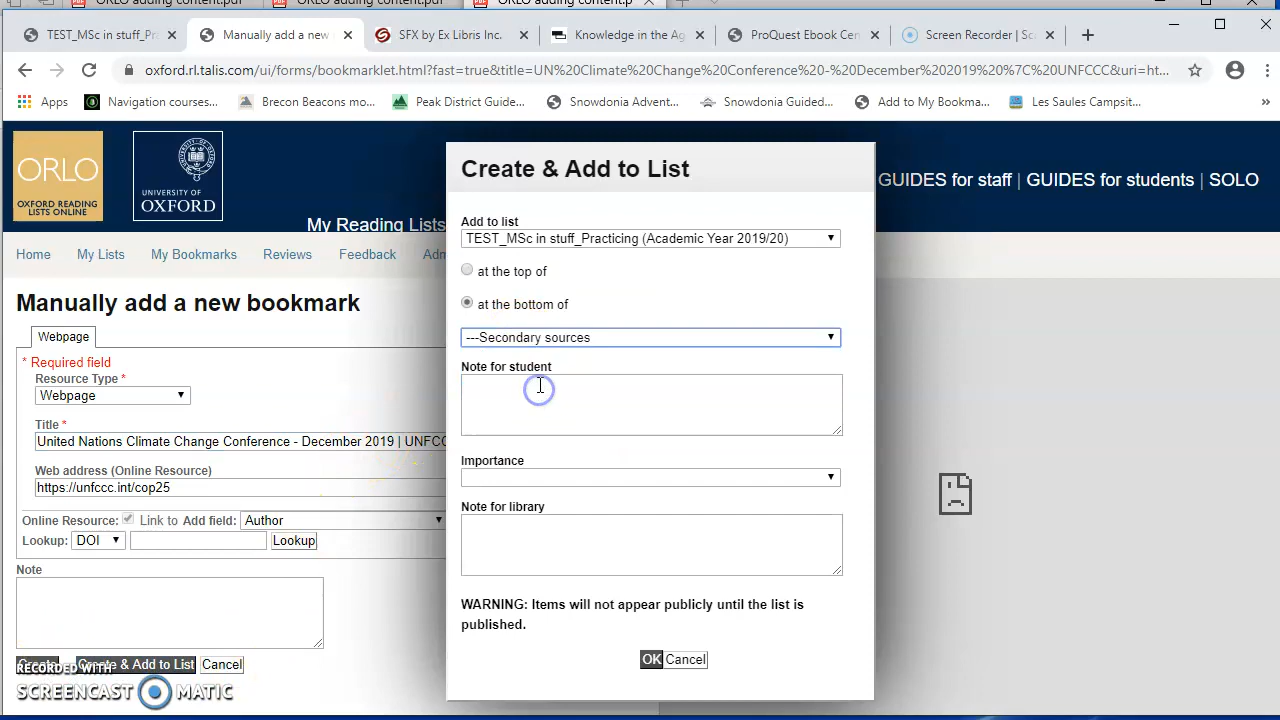 ORLO adding content.pdf
ORLO adding content.pdf
ORLO adding content.p
TEST_MSc in stuff_Pr
Manually add a new
SFX by Ex Libris Inc.
Knowledge in the Ag
ProQuest Ebook Cen
Screen Recorder | Sc
oxford.rl.talis.com/ui/forms/bookmarklet.html?fast=true&title=UN%20Climate%20Change%20Conference%20-%20December%202019%20%7C%20UNFCCC&uri=ht...
Apps
Navigation courses...
Brecon Bascons mo...
Peak District Guide...
Snowdonia Advent...
Snowdonia Guided...
Add to My Bookma...
Les Saules Campsit...
ORLO
OXFORD READING
LISTS ONLINE
UNIVERSITY OF
OXFORD
My Reading Lists
GUIDES for staff | GUIDES for students | SOLO
Home
My Lists
My Bookmarks
Reviews
Feedback
Adm
Manually add a new bookmark
Webpage
* Required field
Resource Type *
Webpage
Title *
United Nations Climate Change Conference - December 2019 | UNFCC
Web address (Online Resource)
https://unfccc.int/cop25
Online Resource:
Link to Add field:
Author
Lookup:
DOI
Lookup
Note
Create & Add to List
Cancel
RECORDED WITH
SCREENCAST MATIC
Create & Add to List
Add to list
TEST_MSc in stuff_Practicing (Academic Year 2019/20)
at the top of
at the bottom of
---Secondary sources
Note for student
Importance
Note for library
WARNING: Items will not appear publicly until the list is
published.
OK
Cancel